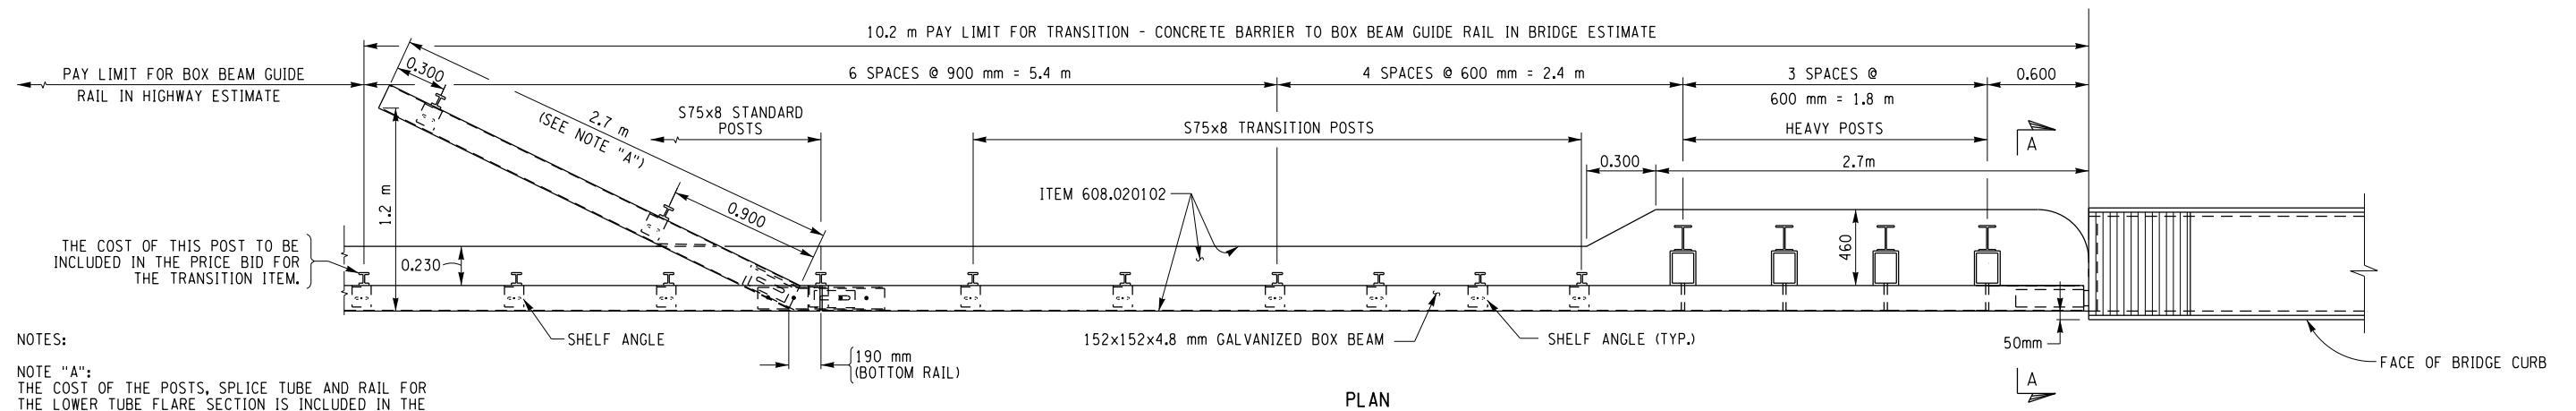 10.2 m PAY LIMIT FOR TRANSITION - CONCRETE BARRIER TO BOX BEAM GUIDE RAIL IN BRIDGE ESTIMATE
PAY LIMIT FOR BOX BEAM GUIDE
RAIL IN HIGHWAY ESTIMATE
0.300
6 SPACES @ 900 mm = 5.4 m
4 SPACES @ 600 mm = 2.4 m
3 SPACES @
600 mm = 1.8 m
0.600
2.7 m
(SEE NOTE "A")
S75x8 STANDARD
POSTS
S75x8 TRANSITION POSTS
HEAVY POSTS
A
0.300
2.7m
1.2 m
0.900
ITEM 608.020102
460
THE COST OF THIS POST TO BE
INCLUDED IN THE PRICE BID FOR
THE TRANSITION ITEM.
0.230
SHELF ANGLE
190 mm
(BOTTOM RAIL)
152x152x4.8 mm GALVANIZED BOX BEAM
SHELF ANGLE (TYP.)
50mm
FACE OF BRIDGE CURB
A
NOTES:
NOTE "A":
THE COST OF THE POSTS, SPLICE TUBE AND RAIL FOR
THE LOWER TUBE FLARE SECTION IS INCLUDED IN THE
PLAN